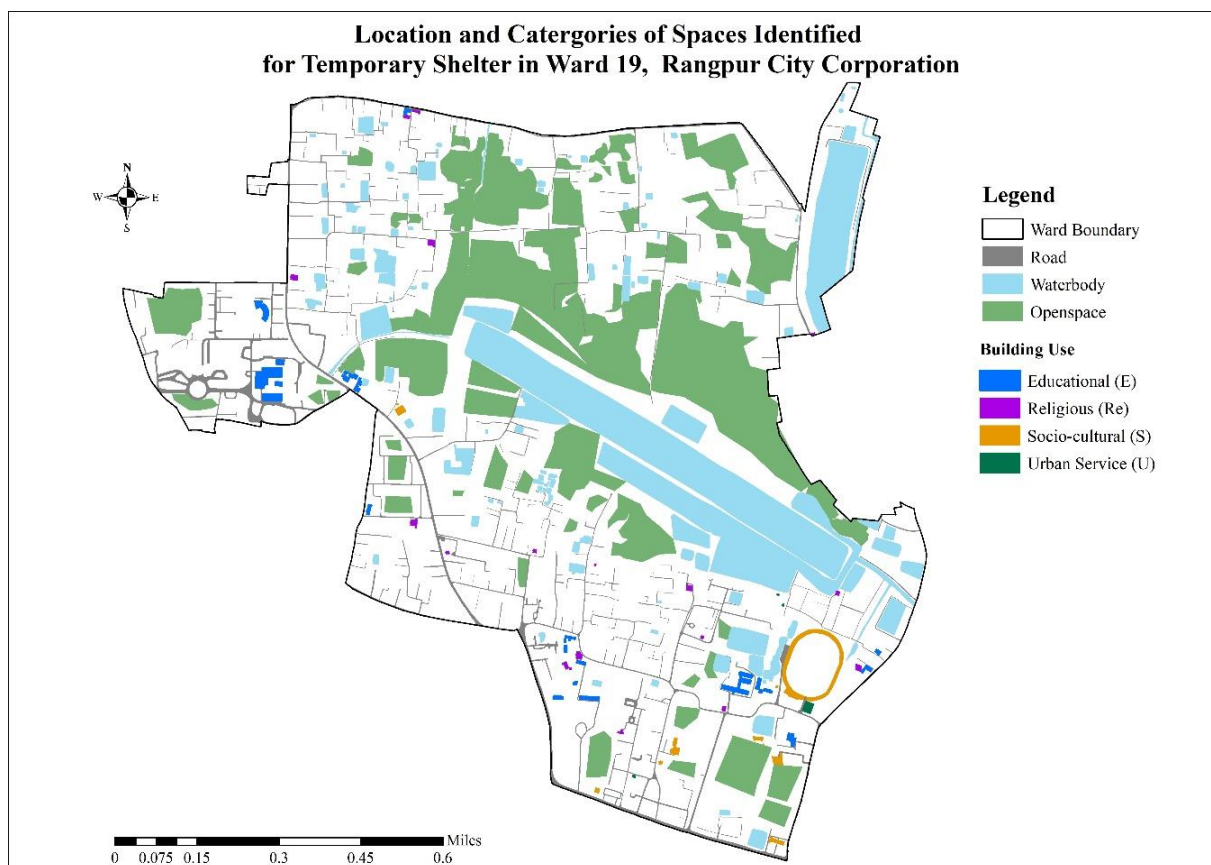 Location and Catergories of Spaces Identified
for Temporary Shelter in Ward 19, Rangpur City Corporation
N
W E
S
Legend
Ward Boundary
Road
Waterbody
Openspace
Building Use
Educational (E)
Religious (Re)
Socio-cultural (S)
Urban Service (U)
Miles
0 0.075 0.15 0.3 0.45 0.6